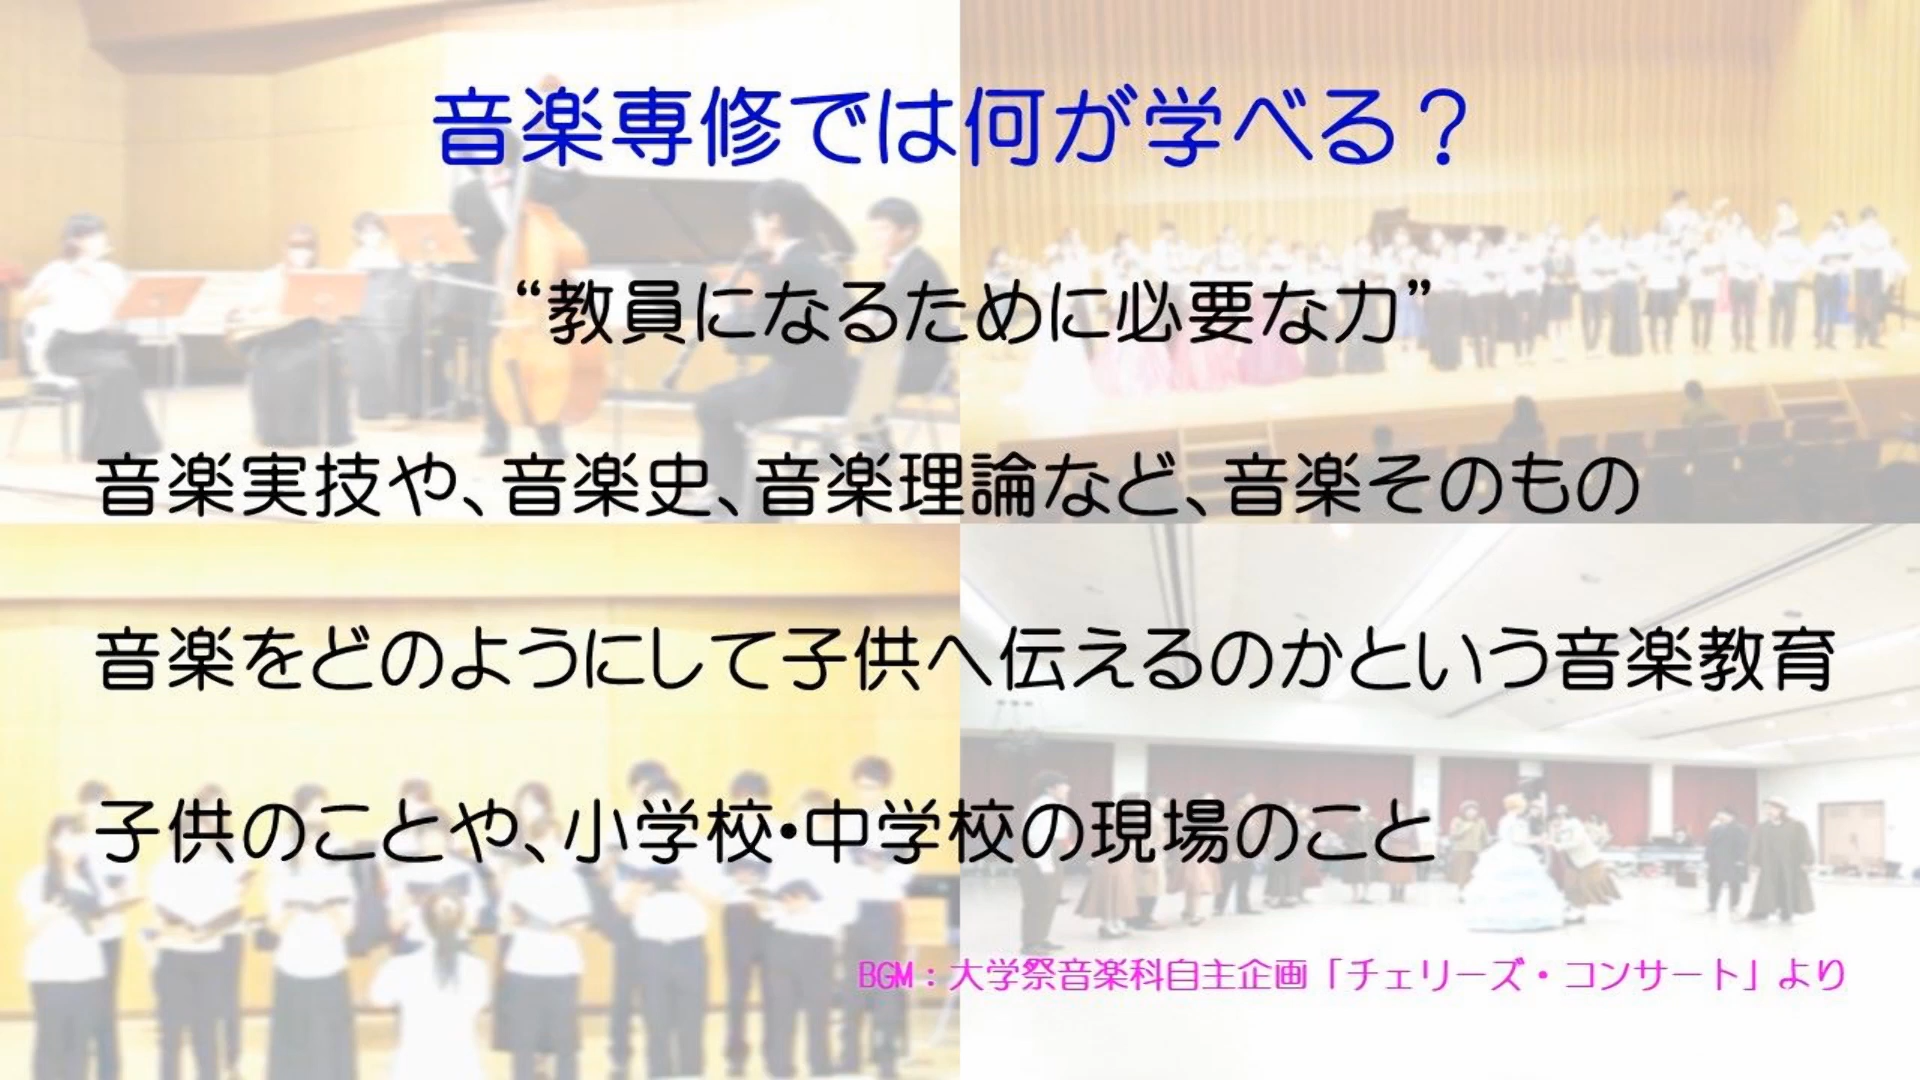 音楽専修では何が学べる？
“教員になるために必要な力”
音楽実技や、音楽史、音楽理論など、音楽そのもの
音楽をどのようにして子供へ伝えるのかという音楽教育
子供のことや、小学校・中学校の現場のこと
BGM：大学祭音楽科自主企画「チェリーズ・コンサート」より